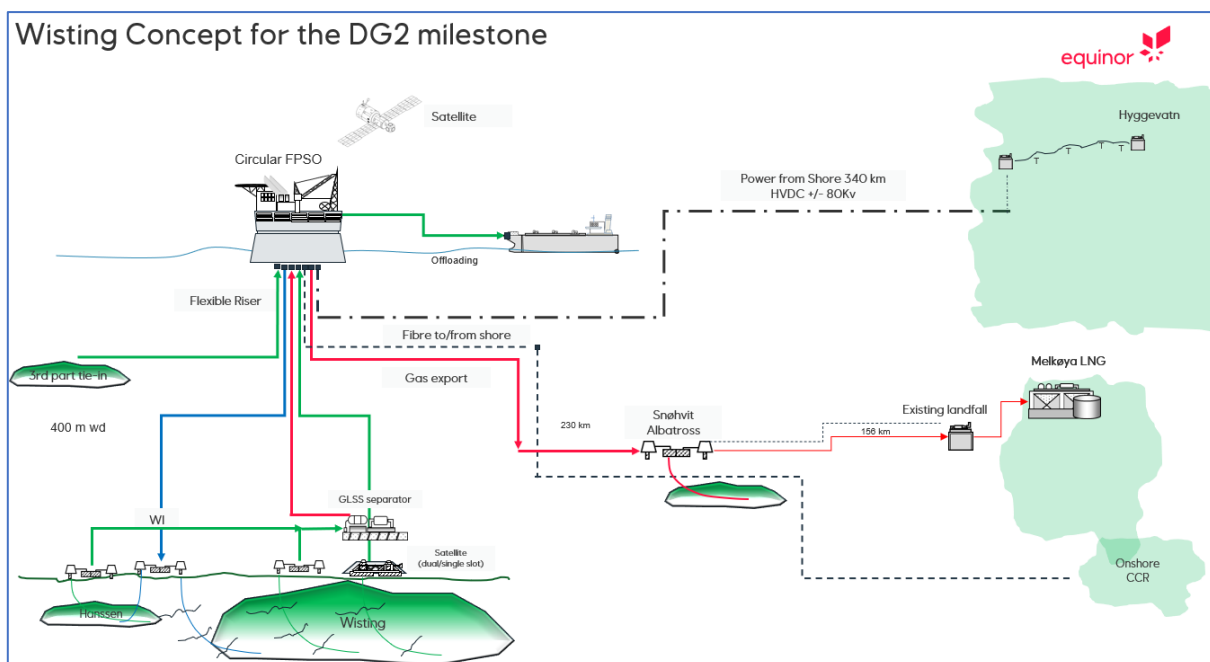 Wisting Concept for the DG2 milestone
equinor
Satellite
Hyggevatn
Circular FPSO
Power from Shore 340 km
HVDC +/- 80Kv
Offloading
Flexible Riser
Fibre to/from shore
Gas export
3rd part tie-in
Melkøya LNG
400 m wd
230 km
Snøhvit
Albatross
Existing landfall
156 km
GLSS separator
WI
Satellite
(dual/single slot)
Onshore
CCR
Hanssen
Wisting